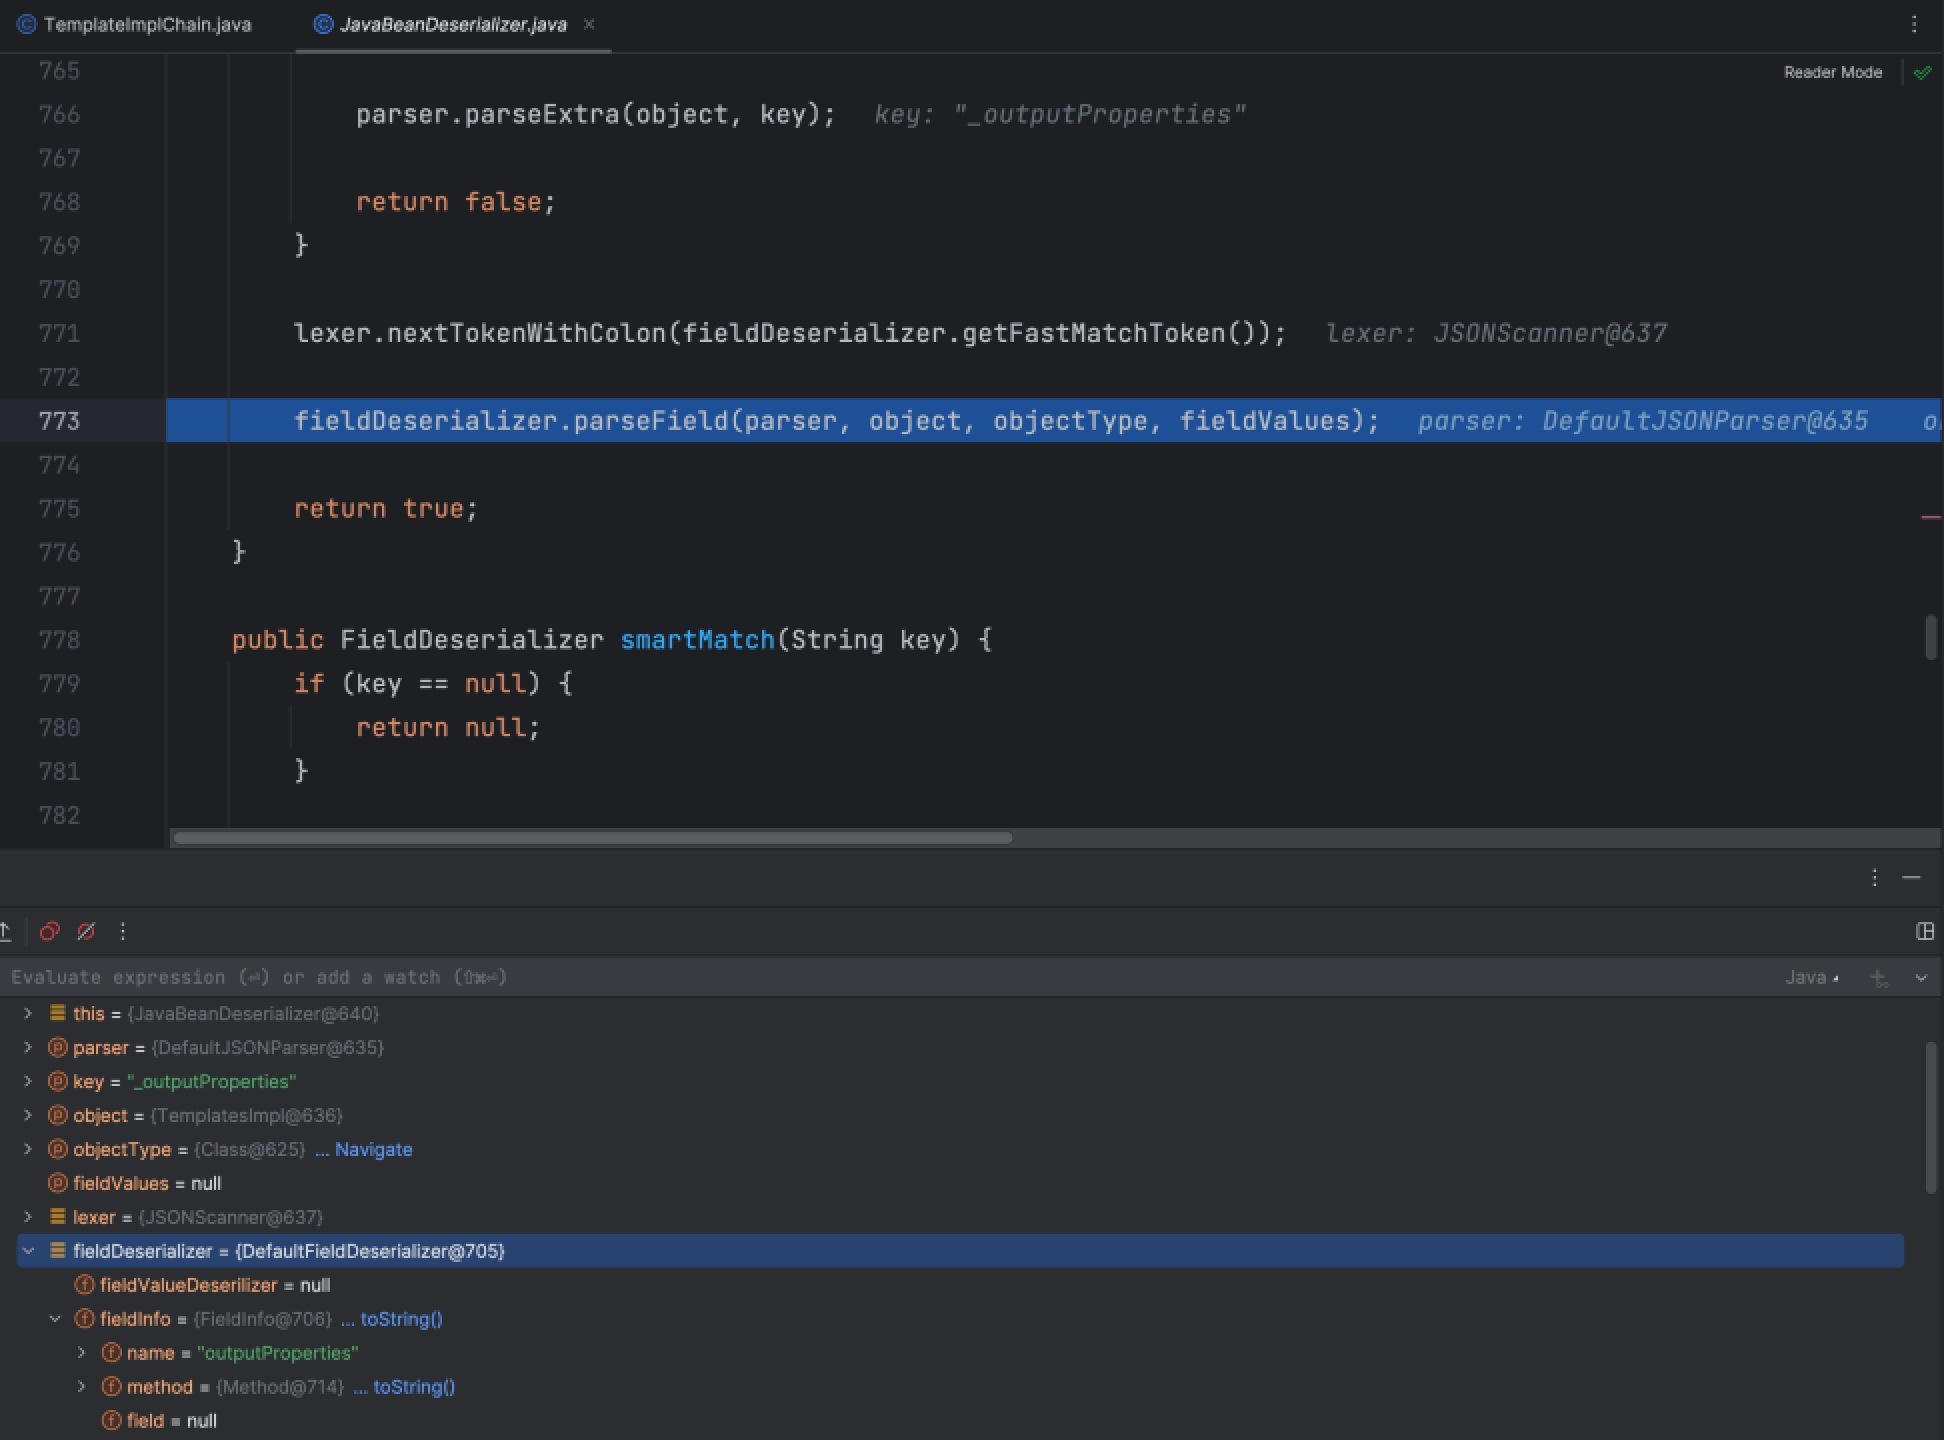 TemplateImplChain.java
JavaBeanDeserializer.java
Reader Mode
765
766 parser.parseExtra(object, key); key: "_outputProperties"
767
768 return false;
769 }
770
771 lexer.nextTokenWithColon(fieldDeserializer.getFastMatchToken()); lexer: JSONScanner@637
772
773 fieldDeserializer.parseField(parser, object, objectType, fieldValues); parser: DefaultJSONParser@635 o
774
775 return true;
776 }
777
778 public FieldDeserializer smartMatch(String key) {
779 if (key == null) {
780 return null;
781 }
782
Evaluate expression (⏎) or add a watch (⇧⌘⏎) Java
this = {JavaBeanDeserializer@640}
parser = {DefaultJSONParser@635}
key = "_outputProperties"
object = {TemplatesImpl@636}
objectType = {Class@625} ... Navigate
fieldValues = null
lexer = {JSONScanner@637}
fieldDeserializer = {DefaultFieldDeserializer@705}
fieldValueDeserilizer = null
fieldInfo = {FieldInfo@706} ... toString()
name = "outputProperties"
method = {Method@714} ... toString()
field = null